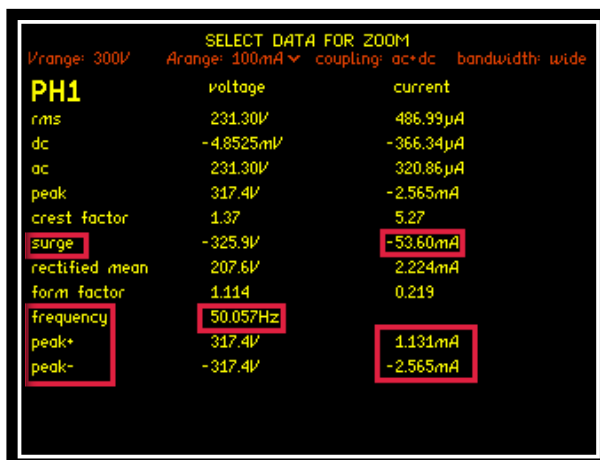 SELECT DATA FOR ZOOM
Vrange: 300V Arange: 100mA coupling: ac+dc bandwidth: wide
PH1 voltage current
rms 231.30V 486.99µA
dc -4.8525mV -366.34µA
ac 231.30V 320.86µA
peak 317.4V -2.565mA
crest factor 1.37 5.27
surge -325.9V -53.60mA
rectified mean 207.6V 2.224mA
form factor 1.114 0.219
frequency 50.057Hz
peak+ 317.4V 1.131mA
peak- -317.4V -2.565mA